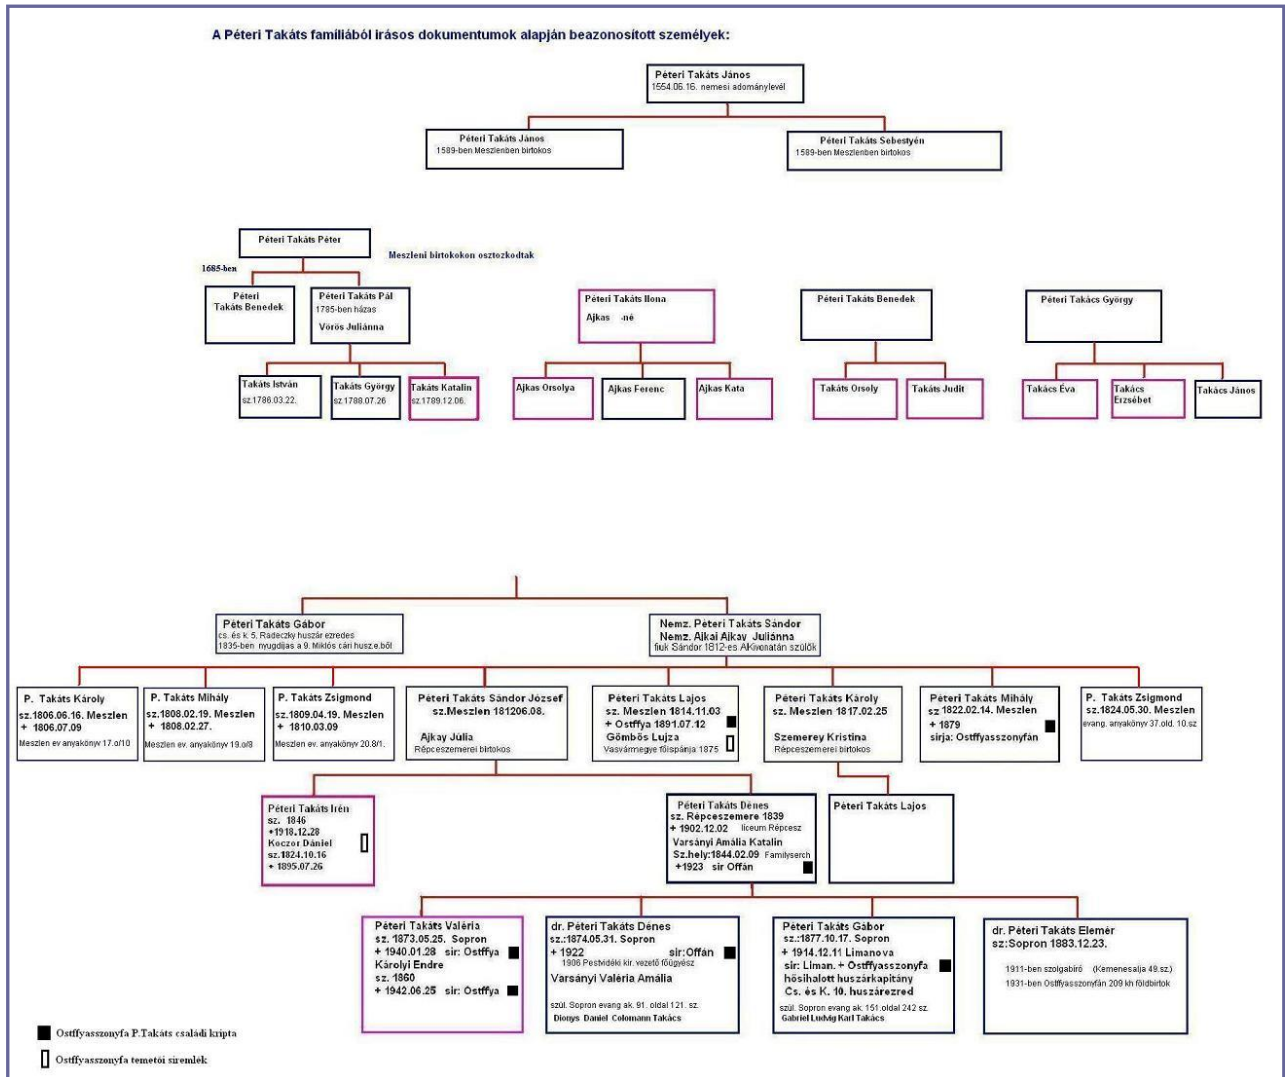 A Péteri Takáts famíliából irásos dokumentumok alapján beazonosított személyek:
Péteri Takáts János
1554.06.16. nemesi adománylevél
Péteri Takáts János
1589-ben Meszlenben birtokos
Péteri Takáts Sebestyén
1589-ben Meszlenben birtokos
Péteri Takáts Péter
Meszleni birtokokon osztozkodtak
1685-ben
Péteri
Takáts Benedek
Péteri Takáts Pál
1785-ben házas
Vörös Juliánna
Péteri Takáts Ilona
Ajkas -né
Péteri Takáts Benedek
Péteri Takács György
Takáts István
sz.1786.03.22.
Takáts György
sz.1788.07.26
Takáts Katalin
sz.1789.12.06.
Ajkas Orsolya
Ajkas Ferenc
Ajkas Kata
Takáts Orsoly
Takáts Judit
Takács Éva
Takács
Erzsébet
Takács János
Péteri Takáts Gábor
cs. és k. 5. Radeczky huszár ezredes
1835-ben nyugdíjas a 9. Miklós cári husz.e.ből
Nemz. Péteri Takáts Sándor
Nemz. Ajkai Ajkay Juliánna
fiuk Sándor 1812-es AKivonatán szülők
P. Takáts Károly
sz.1806.06.16. Meszlen
+ 1806.07.09
Meszlen ev anyakönyv 17.o/10
P. Takáts Mihály
sz.1808.02.19. Meszlen
+ 1808.02.27.
Meszlen ev. anyakönyv 19.o/8
P. Takáts Zsigmond
sz.1809.04.19. Meszlen
+ 1810.03.09
Meszlen ev. anyakönyv 20.8/1.
Péteri Takáts Sándor József
sz.Meszlen 181206.08.
Ajkay Júlia
Répceszemerei birtokos
Péteri Takáts Lajos
sz. Meszlen 1814.11.03
+ Ostffya 1891.07.12
Gömbös Lujza
Vasvármegye főispánja 1875
Péteri Takáts Károly
sz. Meszlen 1817.02.25
Szemerey Kristina
Répceszemerei birtokos
Péteri Takáts Mihály
sz 1822.02.14. Meszlen
+ 1879
sirja: Ostffyasszonyfán
P. Takáts Zsigmond
sz.1824.05.30. Meszlen
evang. anyakönyv 37.old. 10.sz
Péteri Takáts Irén
sz. 1846
+1918.12.28
Koczor Dániel
sz.1824.10.16
+ 1895.07.26
Péteri Takáts Dénes
sz. Répceszemere 1839
+ 1902.12.02 líceum Répcesz
Varsányi Amália Katalin
Sz.hely:1844.02.09 Familyserch
+1923 sir Offán
Péteri Takáts Lajos
Péteri Takáts Valéria
sz. 1873.05.25. Sopron
+ 1940.01.28 sir: Ostffya
Károlyi Endre
sz. 1860
+ 1942.06.25 sir: Ostffya
dr. Péteri Takáts Dénes
sz.:1874.05.31. Sopron
+ 1922 sir:Offán
1906 Pestvidéki kir. vezető főügyész
Varsányi Valéria Amália
szül. Sopron evang ak. 91. oldal 121. sz.
Dionys Daniel Colomann Takács
Péteri Takáts Gábor
sz.:1877.10.17. Sopron
+ 1914.12.11 Limanova
sir: Liman. + Ostffyasszonyfa
hősihalott huszárkapitány
Cs. és K. 10. huszárezred
szül. Sopron evang ak. 151.oldal 242 sz.
Gabriel Ludvig Karl Takács
dr. Péteri Takáts Elemér
sz:Sopron 1883.12.23.
1911-ben szolgabíró (Kemenesalja 49.sz.)
1931-ben Ostffyasszonyfán 209 kh földbirtok
Ostffyasszonyfa P.Takáts családi kripta
Ostffyasszonyfa temetői síremlék